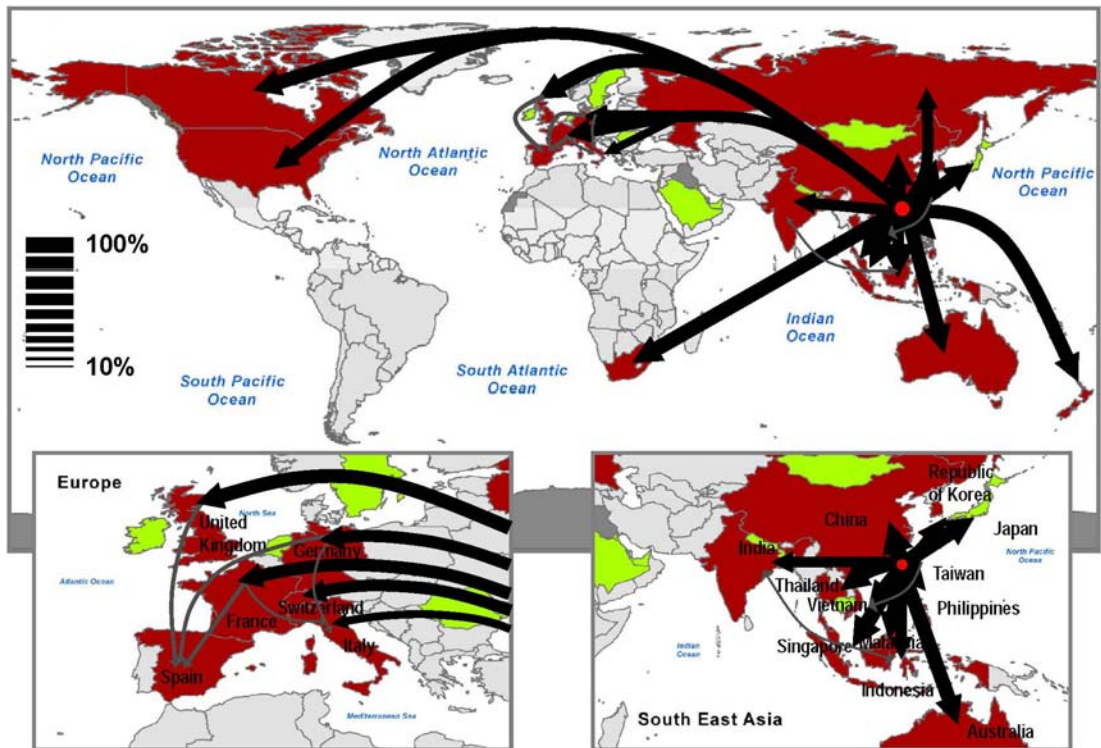 North Pacific
Ocean
North Atlantic
Ocean
North Pacific
Ocean
100%
10%
Indian
Ocean
South Pacific
Ocean
South Atlantic
Ocean
Europe
North Sea
United
Kingdom
Germany
Atlantic Ocean
France
Switzerland
Italy
Spain
Mediterranean Sea
Republic
of Korea
China
Japan
North Pacific
Ocean
India
Taiwan
Thailand
Vietnam
Philippines
Indian
Ocean
Singapore
Malaysia
Indonesia
South East Asia
Australia